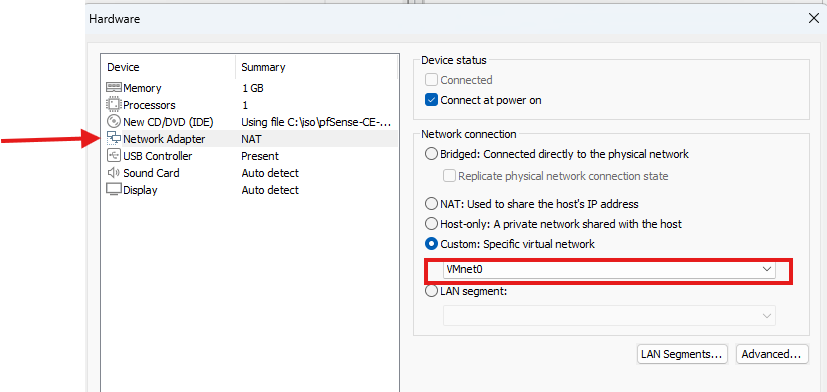 Hardware
Device Summary
Memory 1 GB
Processors 1
New CD/DVD (IDE) Using file C:\iso\pfSense-CE-...
Network Adapter NAT
USB Controller Present
Sound Card Auto detect
Display Auto detect
Device status
Connected
Connect at power on
Network connection
Bridged: Connected directly to the physical network
Replicate physical network connection state
NAT: Used to share the host's IP address
Host-only: A private network shared with the host
Custom: Specific virtual network
VMnet0
LAN segment:
LAN Segments... Advanced...